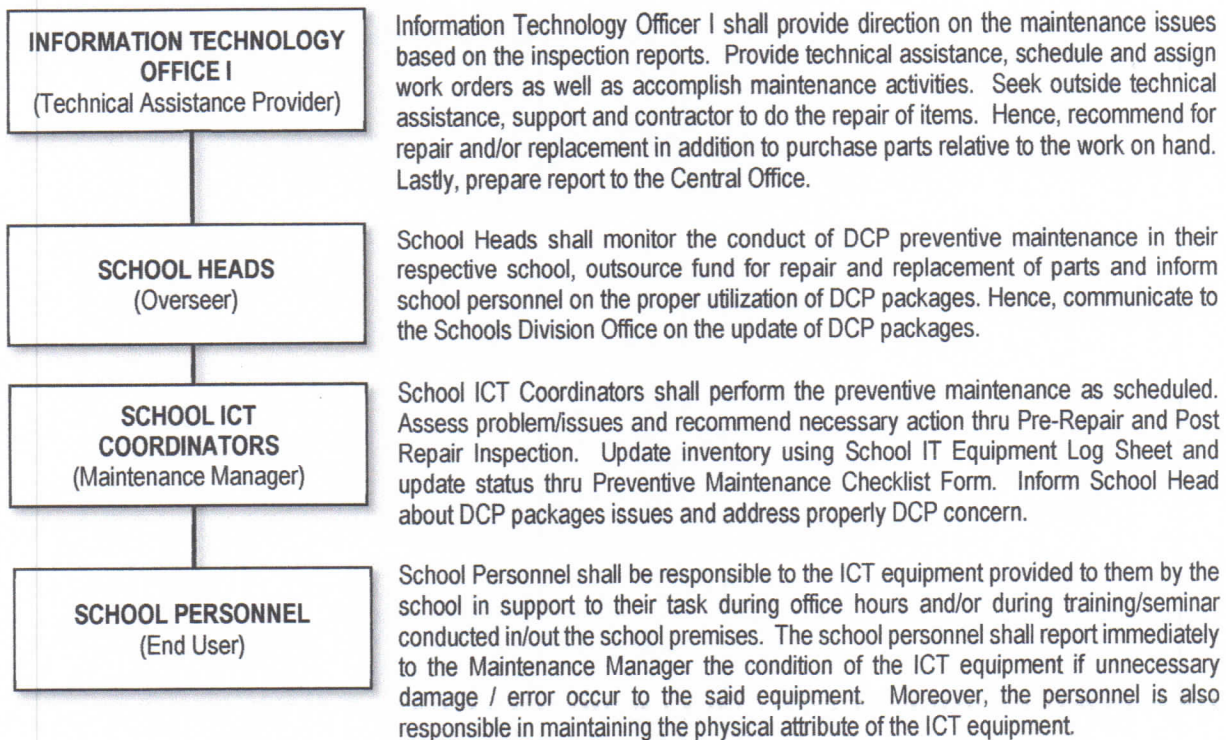 INFORMATION TECHNOLOGY
OFFICE I
(Technical Assistance Provider)
Information Technology Officer I shall provide direction on the maintenance issues
based on the inspection reports. Provide technical assistance, schedule and assign
work orders as well as accomplish maintenance activities. Seek outside technical
assistance, support and contractor to do the repair of items. Hence, recommend for
repair and/or replacement in addition to purchase parts relative to the work on hand.
Lastly, prepare report to the Central Office.
SCHOOL HEADS
(Overseer)
School Heads shall monitor the conduct of DCP preventive maintenance in their
respective school, outsource fund for repair and replacement of parts and inform
school personnel on the proper utilization of DCP packages. Hence, communicate to
the Schools Division Office on the update of DCP packages.
SCHOOL ICT
COORDINATORS
(Maintenance Manager)
School ICT Coordinators shall perform the preventive maintenance as scheduled.
Assess problem/issues and recommend necessary action thru Pre-Repair and Post
Repair Inspection. Update inventory using School IT Equipment Log Sheet and
update status thru Preventive Maintenance Checklist Form. Inform School Head
about DCP packages issues and address properly DCP concern.
SCHOOL PERSONNEL
(End User)
School Personnel shall be responsible to the ICT equipment provided to them by the
school in support to their task during office hours and/or during training/seminar
conducted in/out the school premises. The school personnel shall report immediately
to the Maintenance Manager the condition of the ICT equipment if unnecessary
damage / error occur to the said equipment. Moreover, the personnel is also
responsible in maintaining the physical attribute of the ICT equipment.